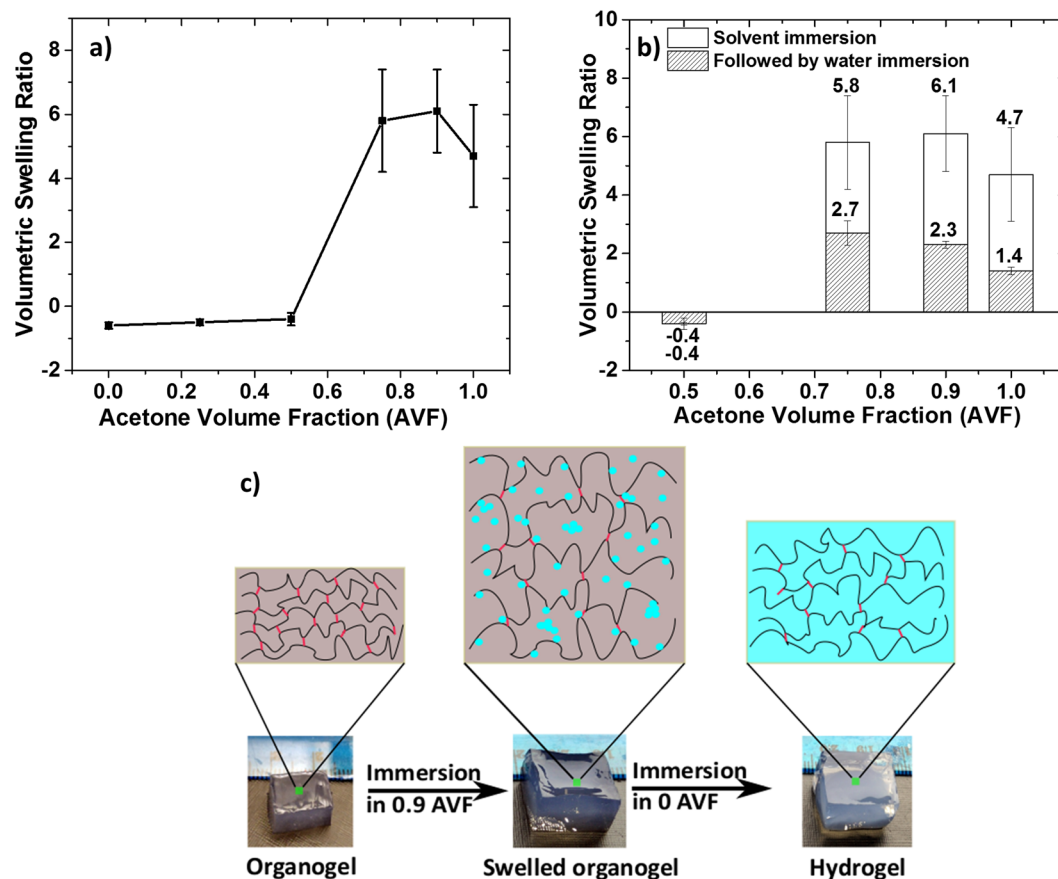 a)
Volumetric Swelling Ratio
8
6
4
2
0
-2
0.0 0.2 0.4 0.6 0.8 1.0
Acetone Volume Fraction (AVF)
b)
Volumetric Swelling Ratio
10
8
6
4
2
0
-2
Solvent immersion
Followed by water immersion
5.8
6.1
4.7
2.7
2.3
1.4
-0.4
-0.4
0.5 0.6 0.7 0.8 0.9 1.0
Acetone Volume Fraction (AVF)
c)
Immersion
in 0.9 AVF
Immersion
in 0 AVF
Organogel
Swelled organogel
Hydrogel